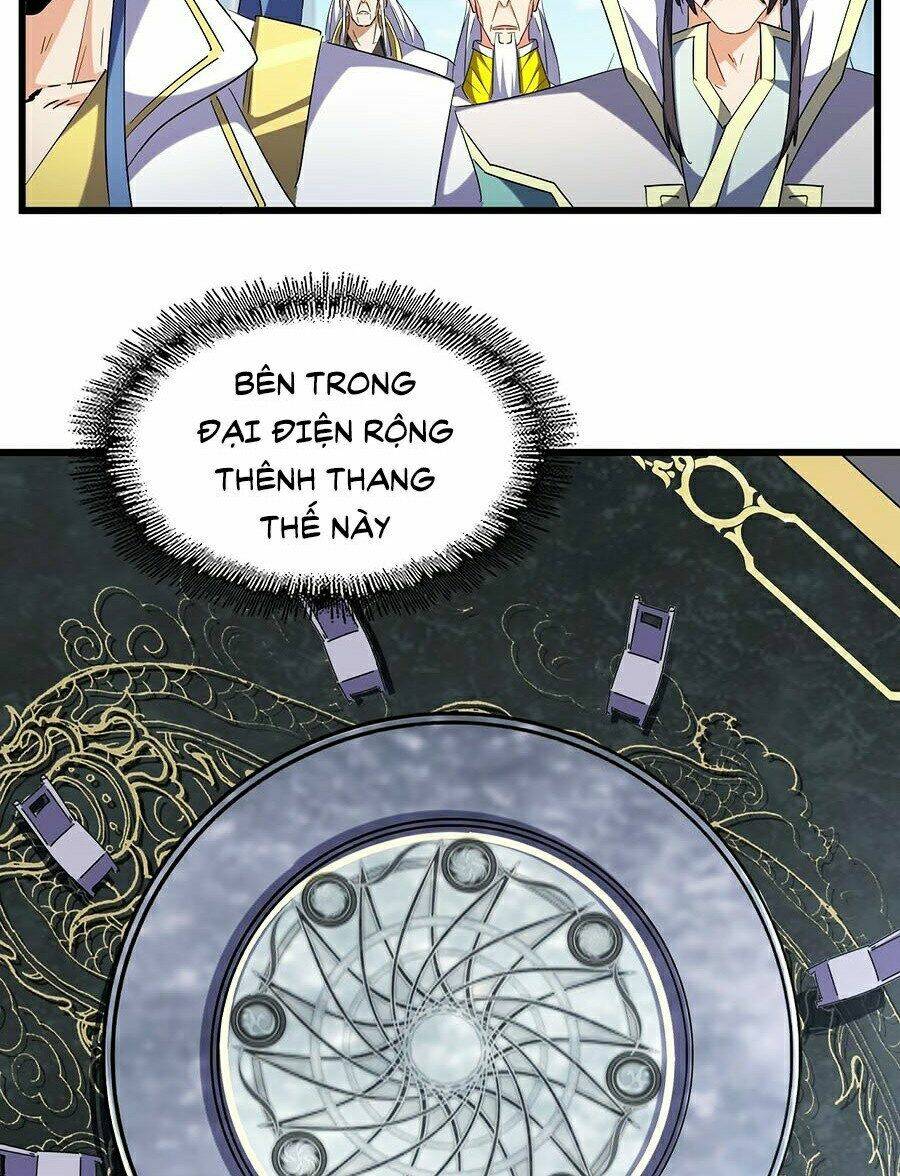 BÊN TRONG
ĐẠI ĐIỆN RỘNG
THÊNH THANG
THẾ NÀY